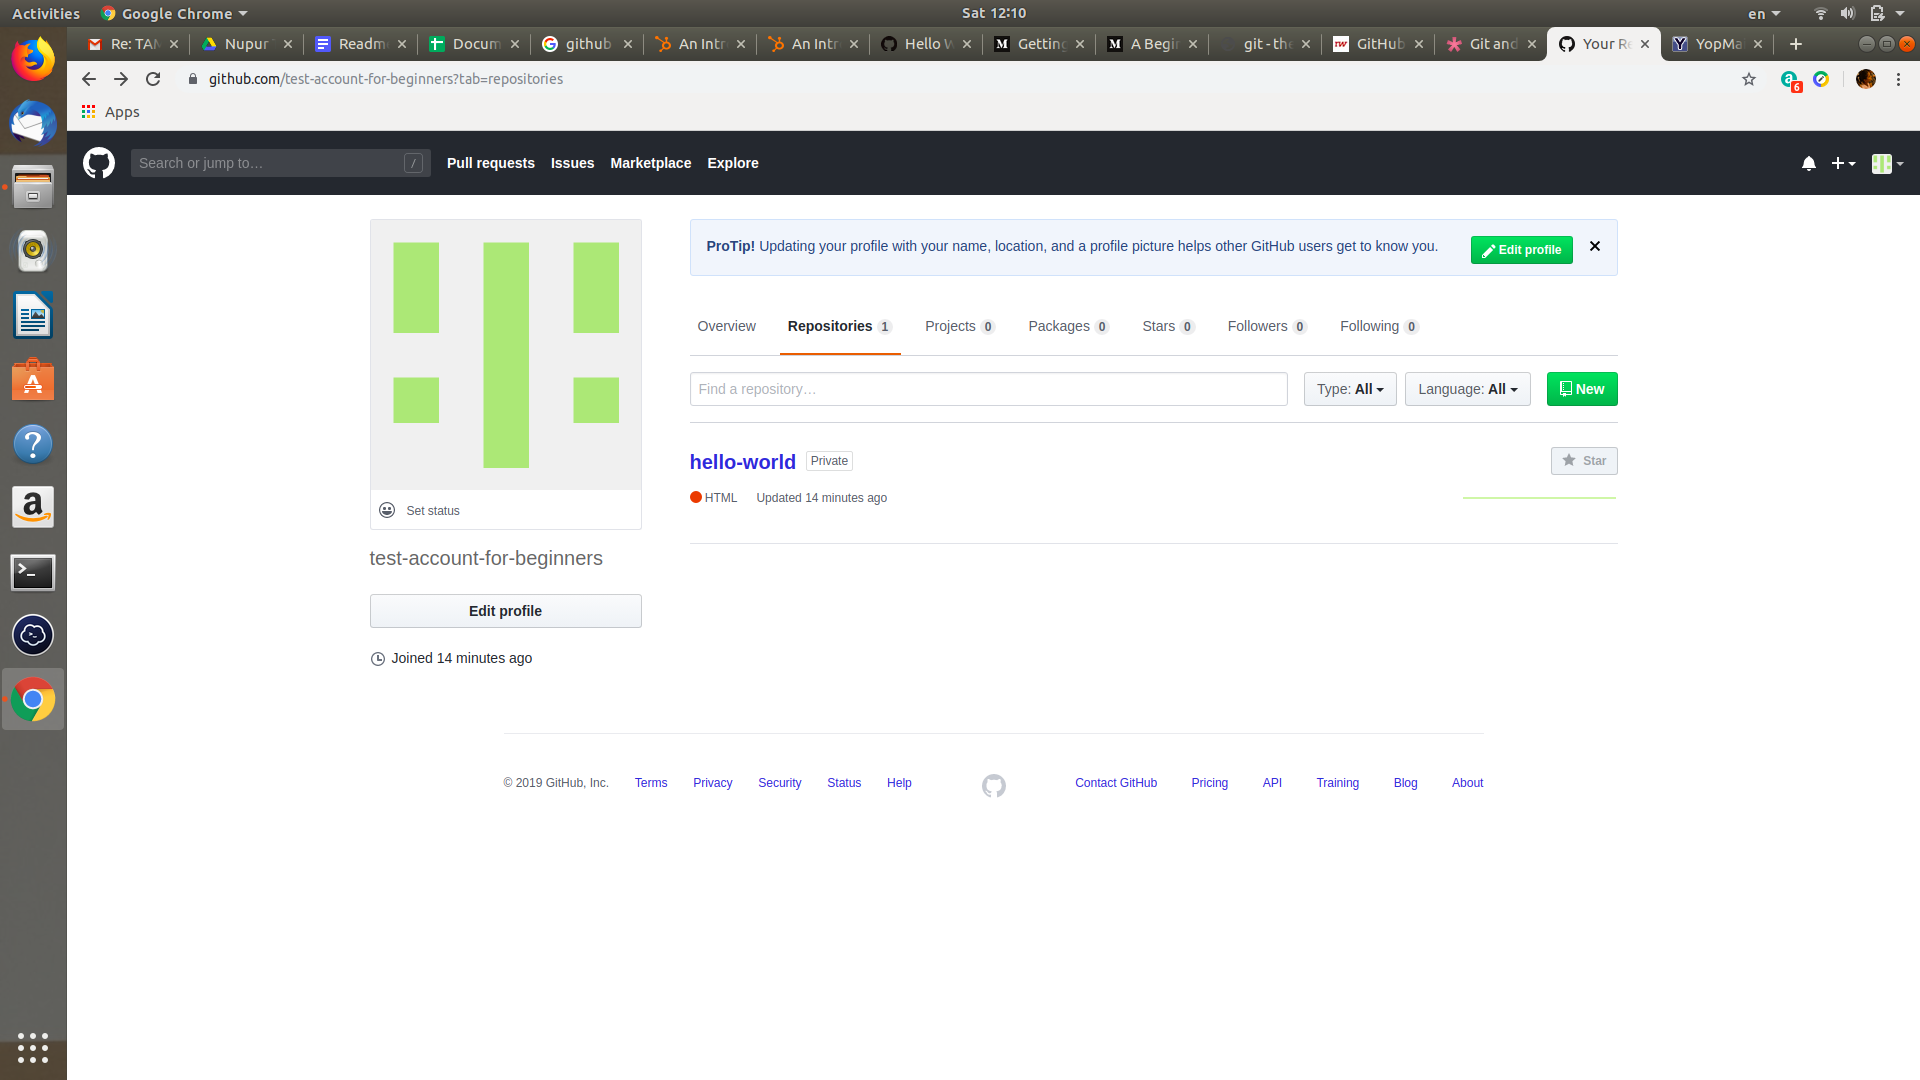 Activities Google Chrome Sat 12:10 en
Re: TAM Nupur Readme Docum github An Intr An Intr Hello W Getting A Begin git - the GitHub Git and Your Re YopMai
github.com/test-account-for-beginners?tab=repositories 6
Apps
Search or jump to… / Pull requests Issues Marketplace Explore
ProTip! Updating your profile with your name, location, and a profile picture helps other GitHub users get to know you. Edit profile
Overview Repositories 1 Projects 0 Packages 0 Stars 0 Followers 0 Following 0
Find a repository… Type: All Language: All New
hello-world Private Star
HTML Updated 14 minutes ago
Set status
test-account-for-beginners
Edit profile
Joined 14 minutes ago
© 2019 GitHub, Inc. Terms Privacy Security Status Help Contact GitHub Pricing API Training Blog About